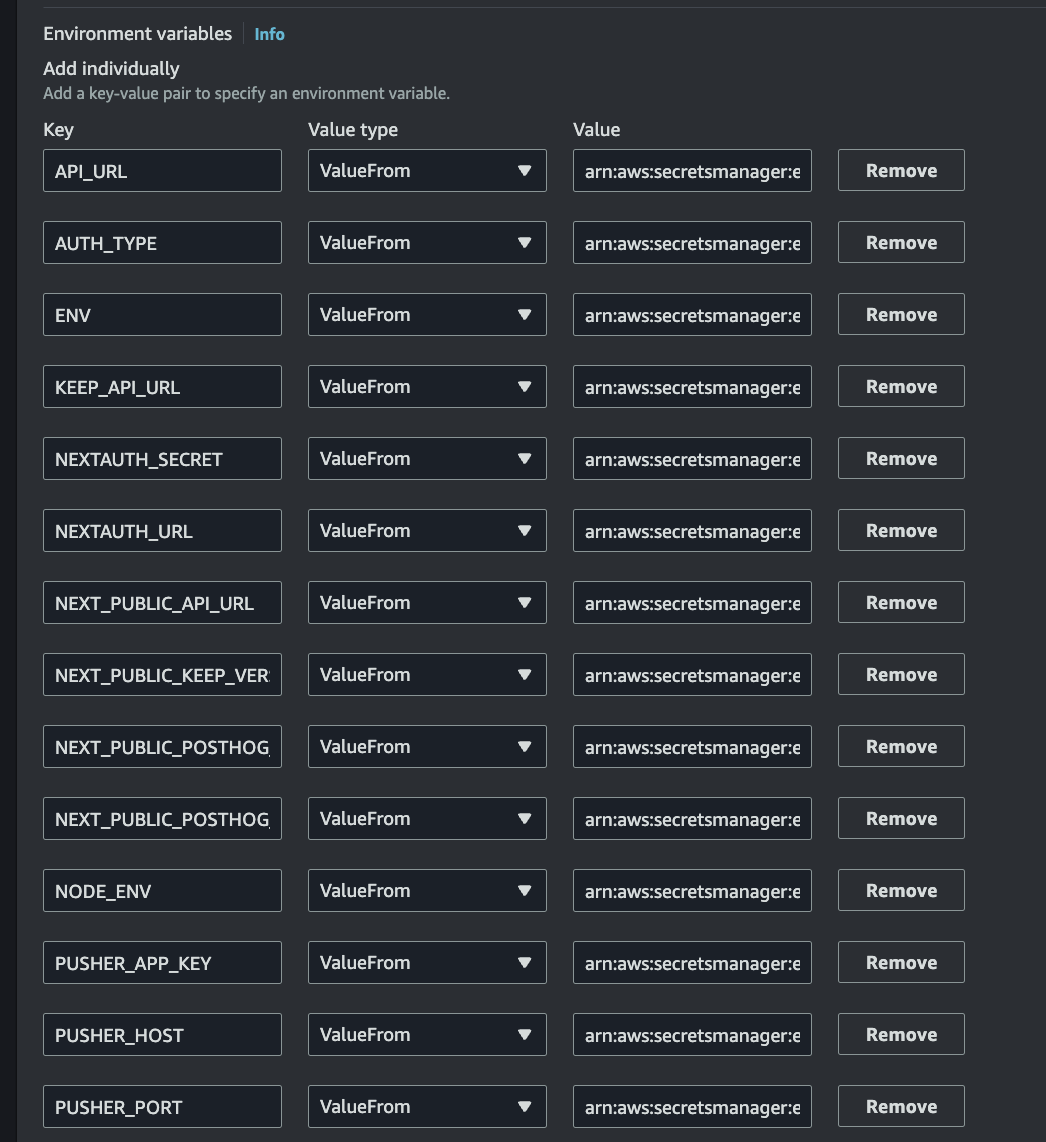 Environment variables Info
Add individually
Add a key-value pair to specify an environment variable.
Key Value type Value
API_URL ValueFrom arn:aws:secretsmanager:e Remove
AUTH_TYPE ValueFrom arn:aws:secretsmanager:e Remove
ENV ValueFrom arn:aws:secretsmanager:e Remove
KEEP_API_URL ValueFrom arn:aws:secretsmanager:e Remove
NEXTAUTH_SECRET ValueFrom arn:aws:secretsmanager:e Remove
NEXTAUTH_URL ValueFrom arn:aws:secretsmanager:e Remove
NEXT_PUBLIC_API_URL ValueFrom arn:aws:secretsmanager:e Remove
NEXT_PUBLIC_KEEP_VER ValueFrom arn:aws:secretsmanager:e Remove
NEXT_PUBLIC_POSTHOG_ ValueFrom arn:aws:secretsmanager:e Remove
NEXT_PUBLIC_POSTHOG_ ValueFrom arn:aws:secretsmanager:e Remove
NODE_ENV ValueFrom arn:aws:secretsmanager:e Remove
PUSHER_APP_KEY ValueFrom arn:aws:secretsmanager:e Remove
PUSHER_HOST ValueFrom arn:aws:secretsmanager:e Remove
PUSHER_PORT ValueFrom arn:aws:secretsmanager:e Remove